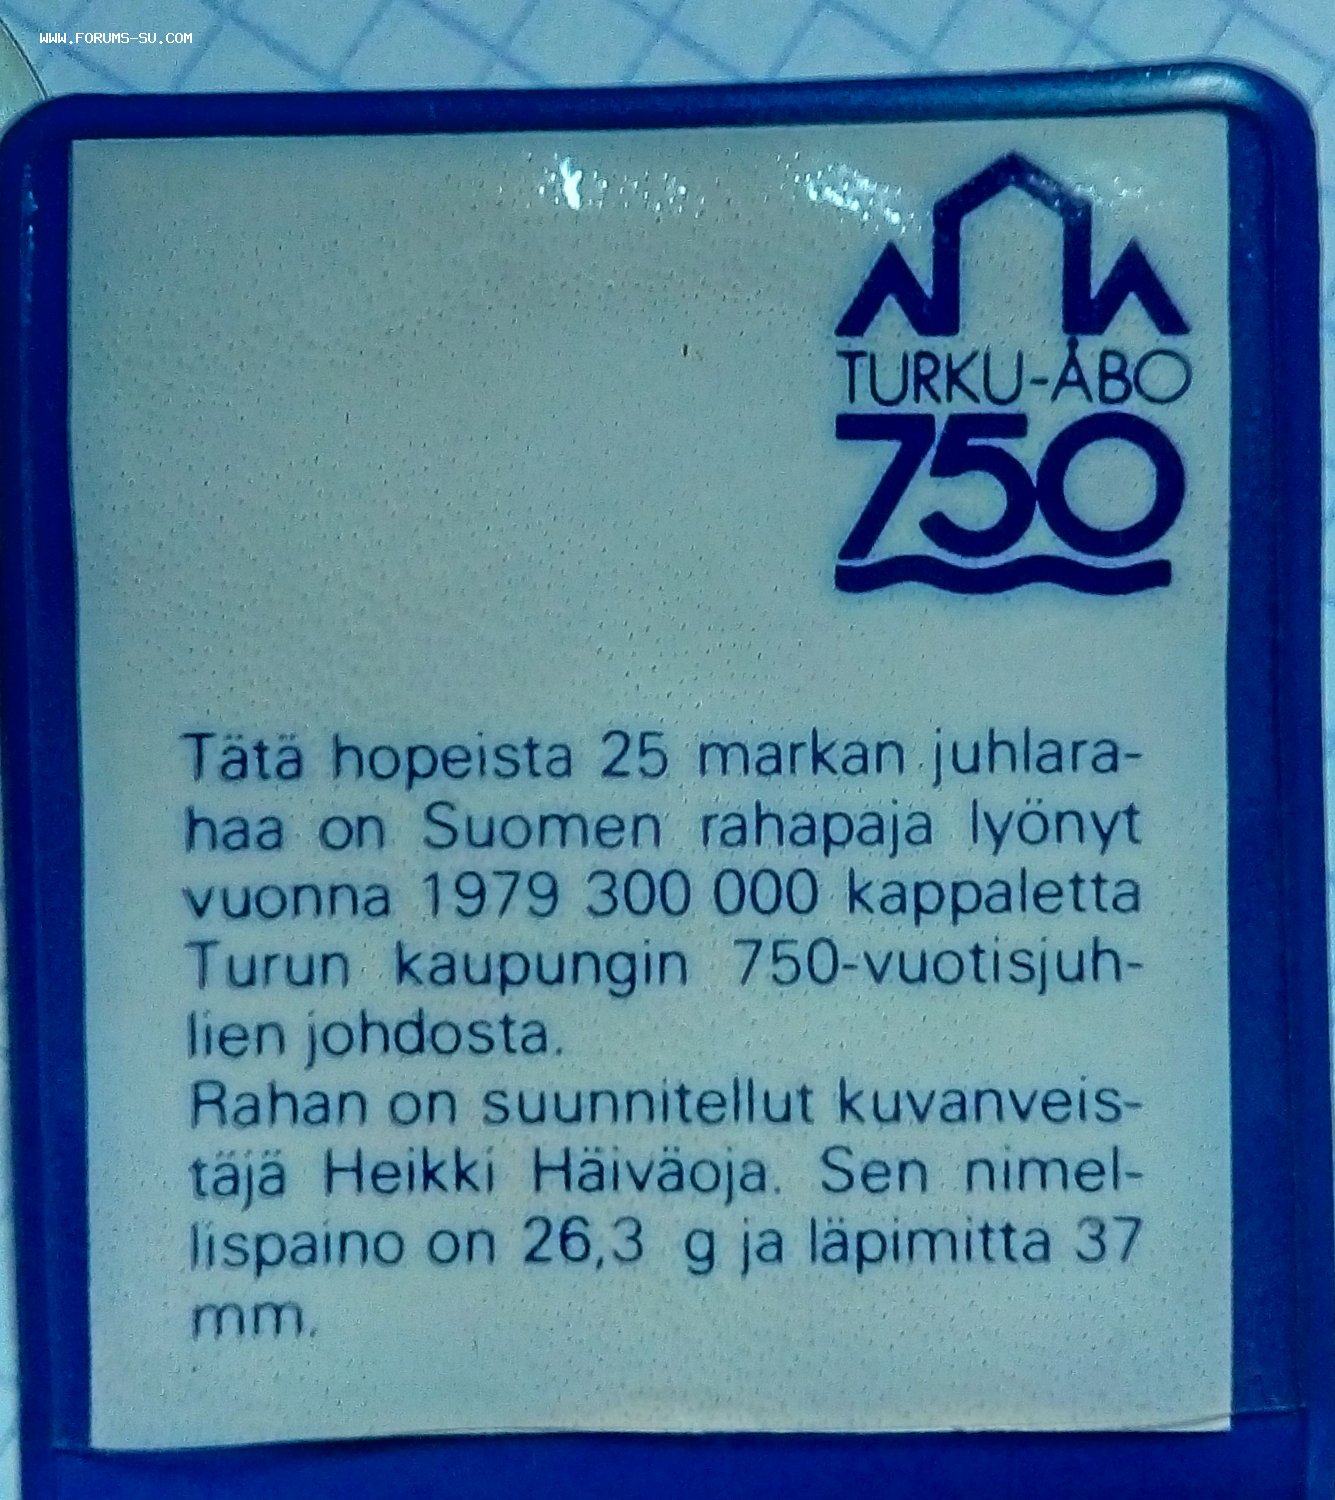 WWW.FORUMS-SU.COM
TURKU-ÅBO
750
Tätä hopeista 25 markan juhlara-
haa on Suomen rahapaja lyönyt
vuonna 1979 300 000 kappaletta
Turun kaupungin 750-vuotisjuh-
lien johdosta.
Rahan on suunnitellut kuvanveis-
täjä Heikki Häiväoja. Sen nimel-
lispaino on 26,3 g ja läpimitta 37
mm.